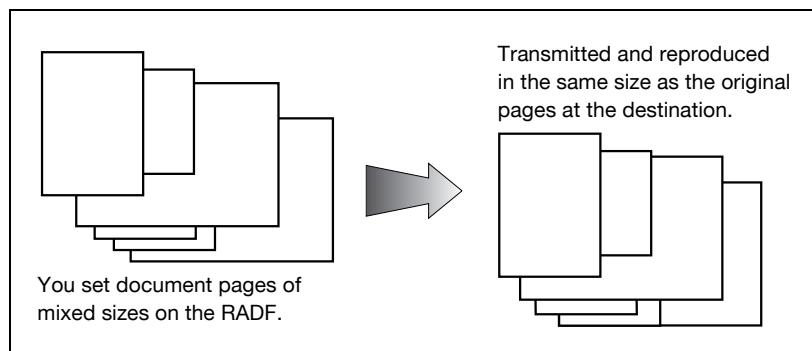 You set document pages of
mixed sizes on the RADF.
Transmitted and reproduced
in the same size as the original
pages at the destination.